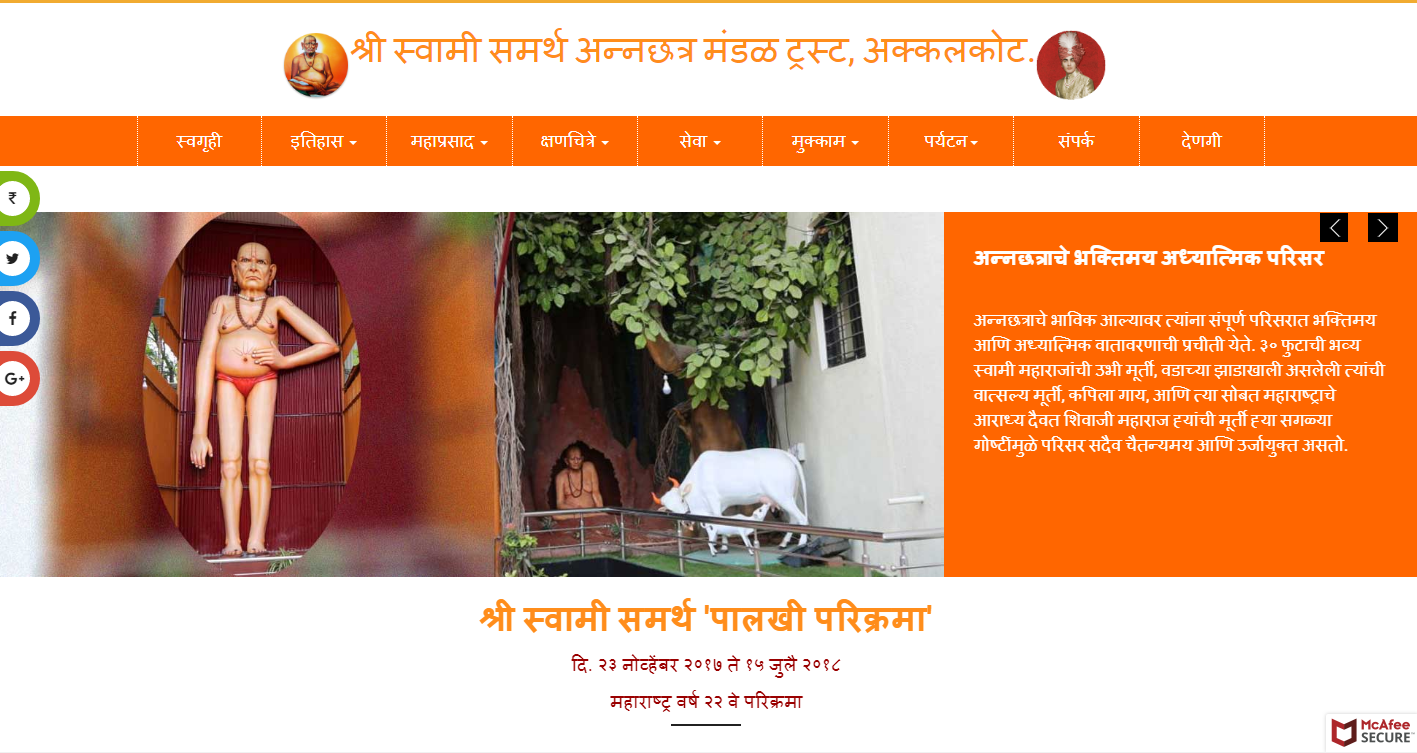 श्री स्वामी समर्थ अन्नछत्र मंडळ ट्रस्ट, अक्कलकोट.
स्वगृही इतिहास महाप्रसाद क्षणचित्रे सेवा मुक्काम पर्यटन संपर्क देणगी
₹
f
G+
अन्नछत्राचे भक्तिमय अध्यात्मिक परिसर
अन्नछत्राचे भाविक आल्यावर त्यांना संपूर्ण परिसरात भक्तिमय
आणि अध्यात्मिक वातावरणाची प्रचीती येते. ३० फुटाची भव्य
स्वामी महाराजांची उभी मूर्ती, वडाच्या झाडाखाली असलेली त्यांची
वात्सल्य मूर्ती, कपिला गाय, आणि त्या सोबत महाराष्ट्राचे
आराध्य दैवत शिवाजी महाराज ह्यांची मूर्ती ह्या सगळ्या
गोष्टींमुळे परिसर सदैव चैतन्यमय आणि उर्जायुक्त असतो.
श्री स्वामी समर्थ 'पालखी परिक्रमा'
दि. २३ नोव्हेंबर २०१७ ते १५ जुलै २०१८
महाराष्ट्र वर्ष २२ वे परिक्रमा
McAfee
SECURE